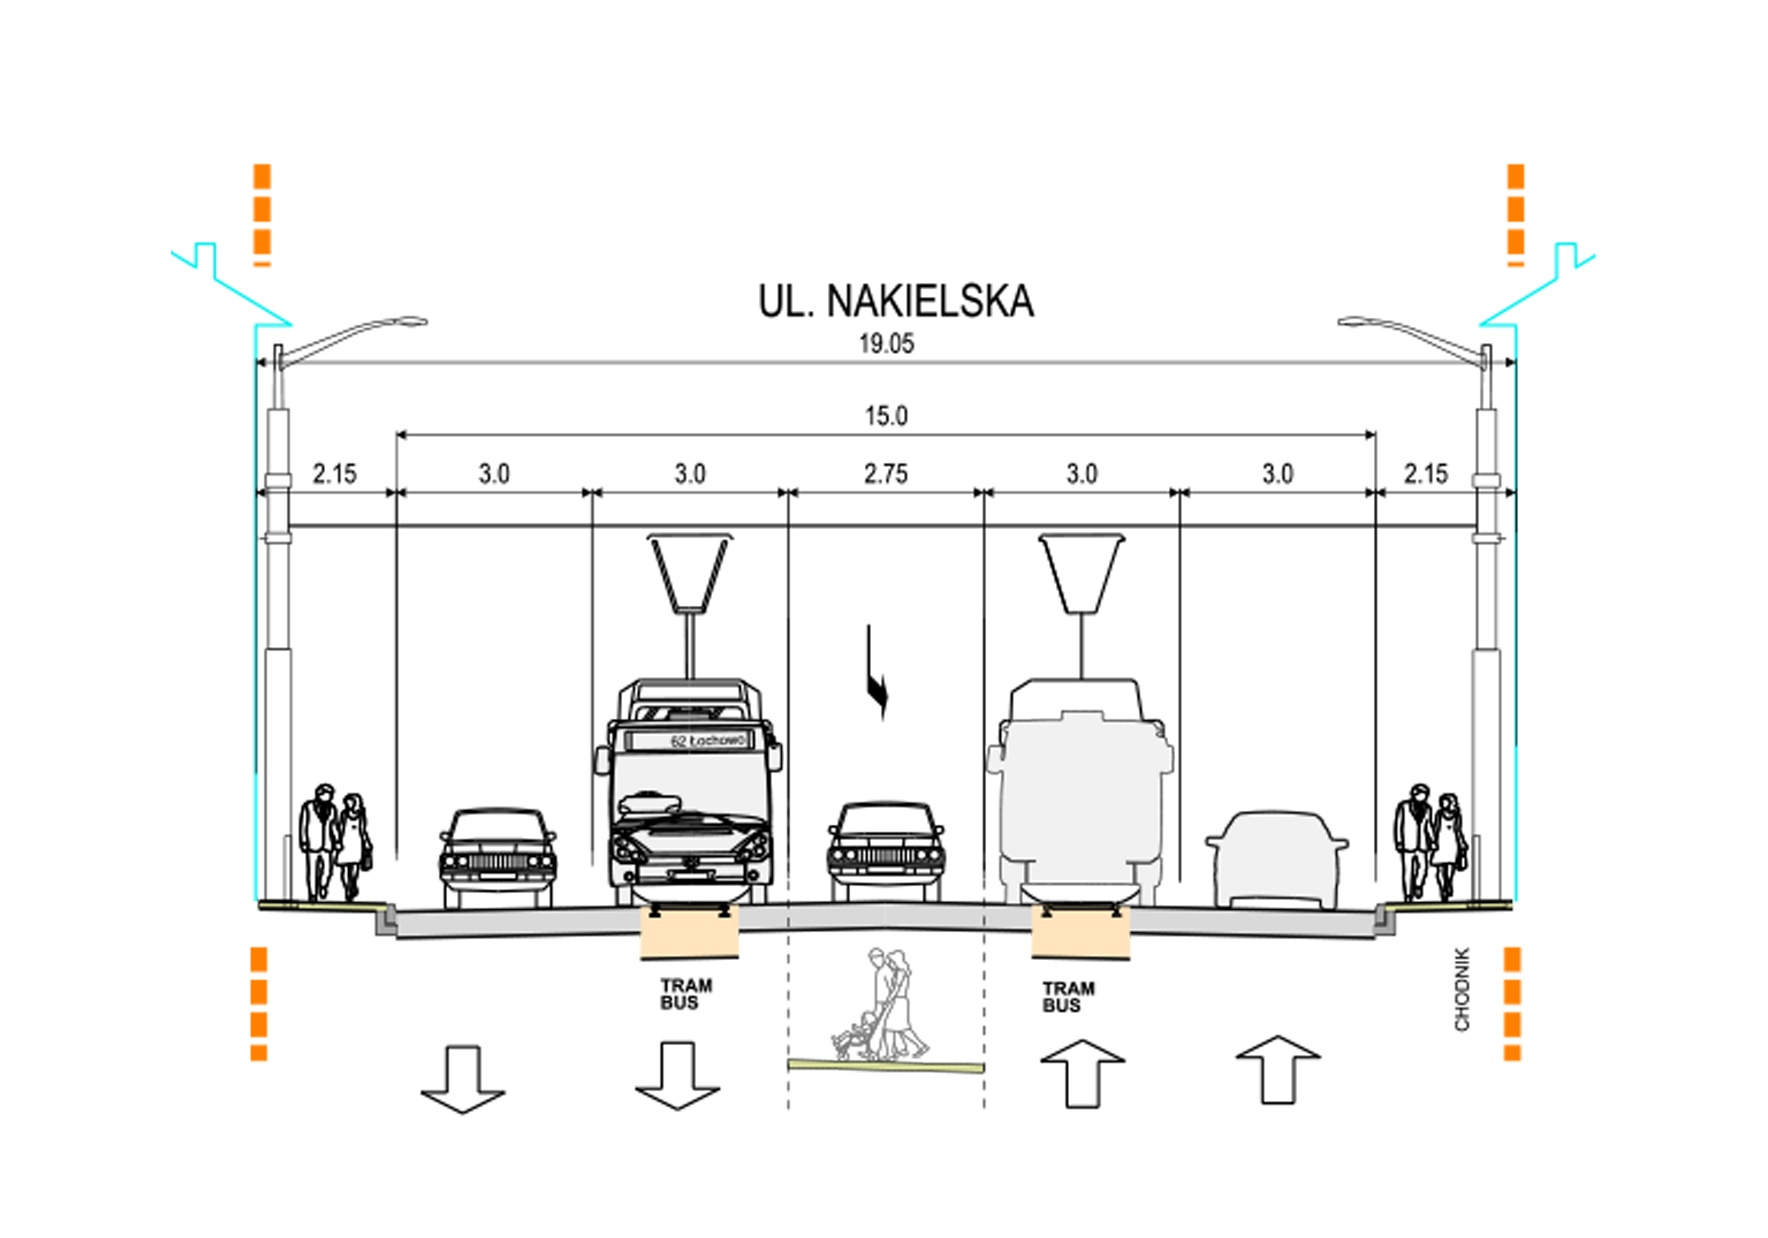 UL. NAKIELSKA
19.05
15.0
2.15 3.0 3.0 2.75 3.0 3.0 2.15
62 Łochowo
TRAM
BUS
TRAM
BUS
CHODNIK